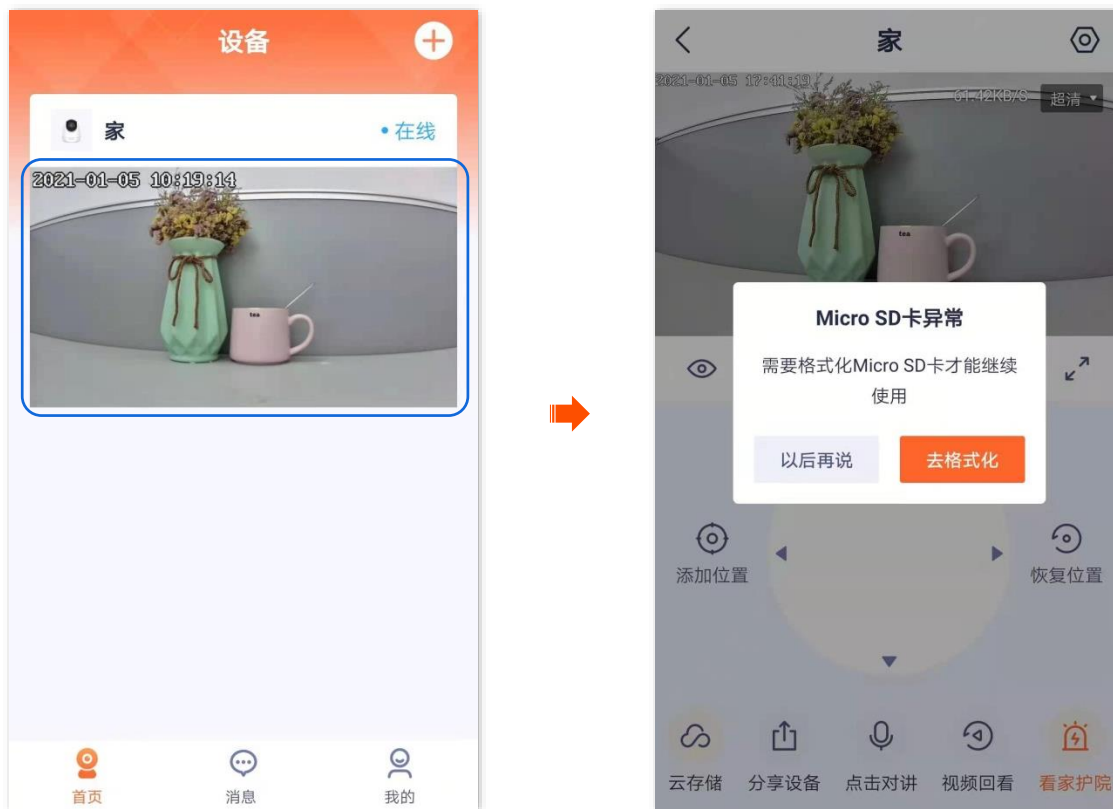 设备
家
在线
2021-01-05 10:19:14
tea
首页
消息
我的
家
2021-01-05 17:41:19
61.42KB/S
超清
tea
Micro SD卡异常
需要格式化Micro SD卡才能继续
使用
以后再说
去格式化
添加位置
恢复位置
云存储
分享设备
点击对讲
视频回看
看家护院